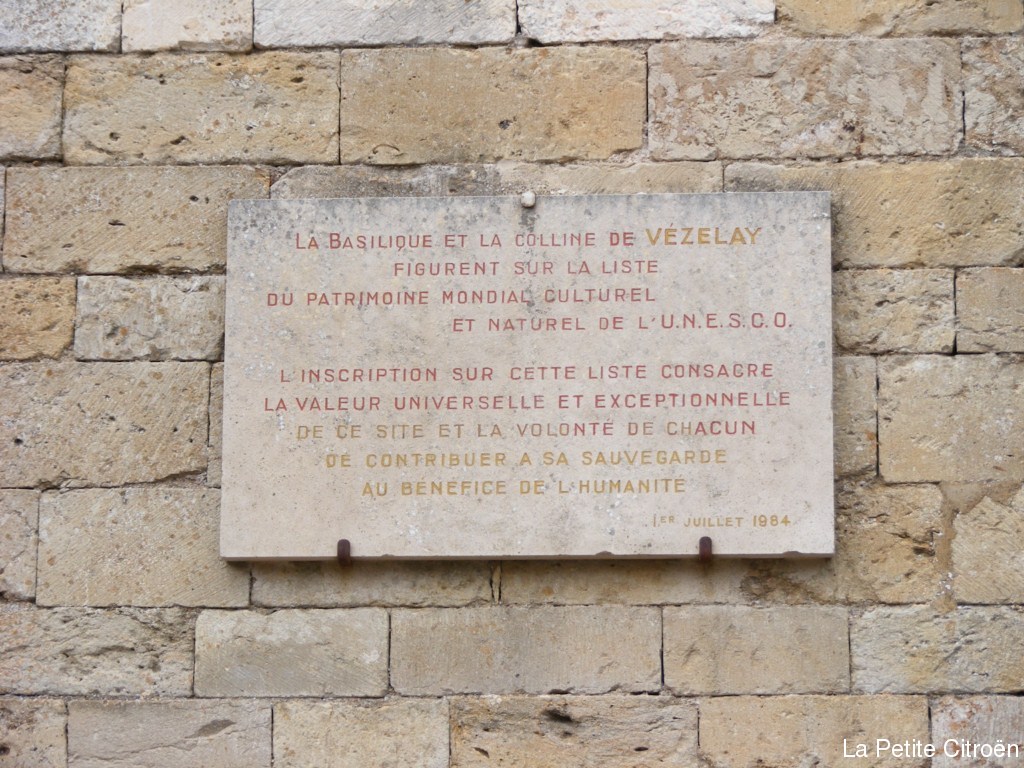 LA BASILIQUE ET LA COLLINE DE VÉZELAY
FIGURENT SUR LA LISTE
DU PATRIMOINE MONDIAL CULTUREL
ET NATUREL DE L'U.N.E.S.C.O.
L'INSCRIPTION SUR CETTE LISTE CONSACRE
LA VALEUR UNIVERSELLE ET EXCEPTIONNELLE
DE CE SITE ET LA VOLONTÉ DE CHACUN
DE CONTRIBUER A SA SAUVEGARDE
AU BÉNÉFICE DE L'HUMANITÉ
1ER JUILLET 1984
La Petite Citroën